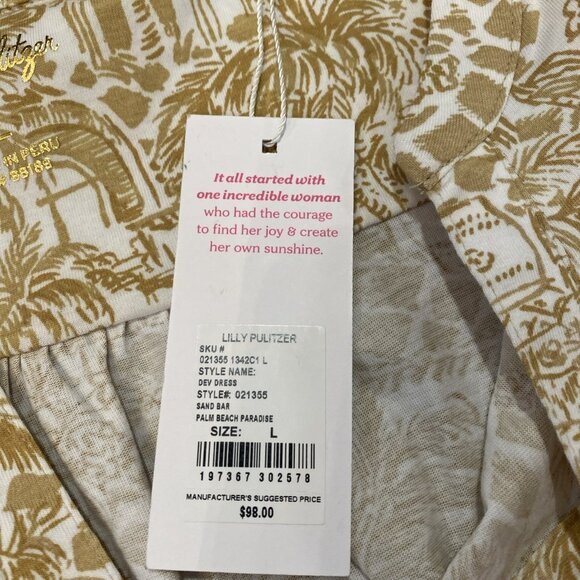 IN PERU
It all started with
one incredible woman
who had the courage
to find her joy & create
her own sunshine.
LILLY PULITZER
SKU #
021355 1342C1 L
STYLE NAME:
DEV DRESS
STYLE#: 021355
SAND BAR
PALM BEACH PARADISE
SIZE: L
197367 302578
MANUFACTURER'S SUGGESTED PRICE
$98.00